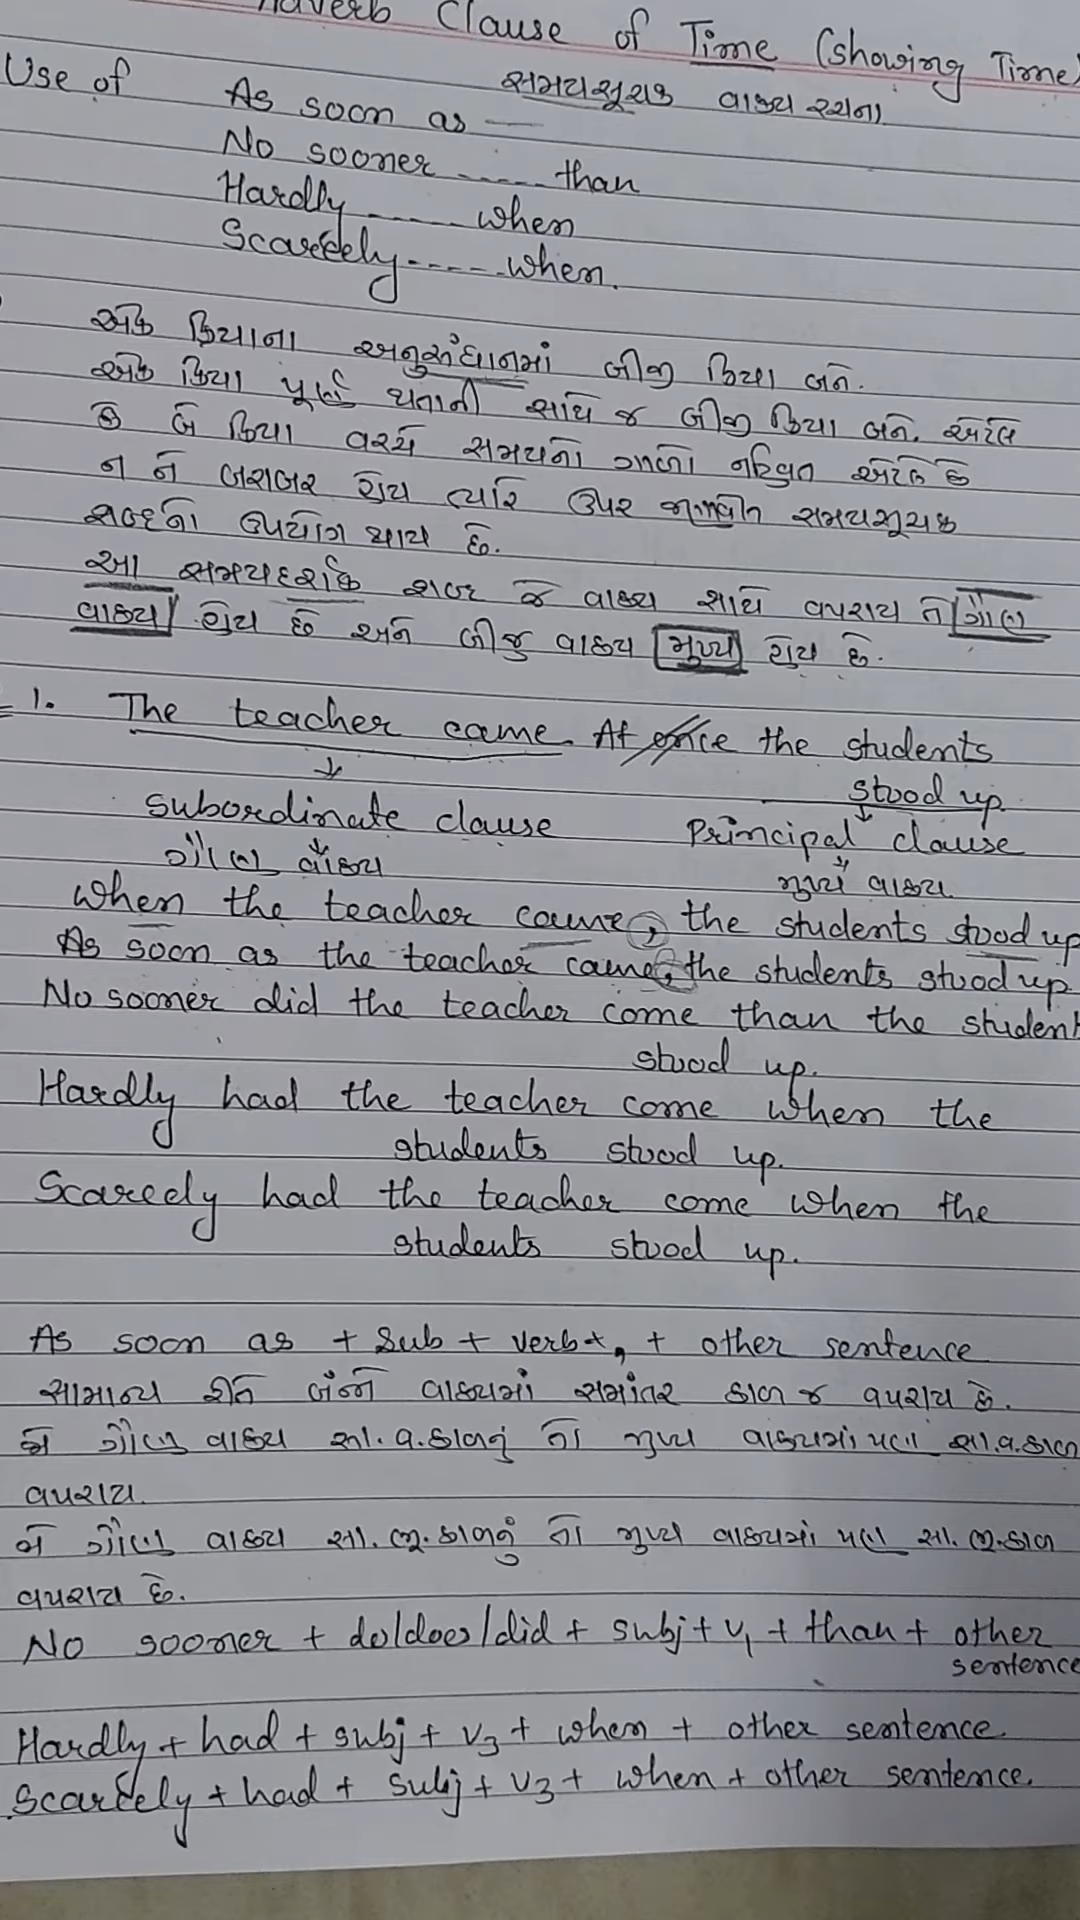 Adverb Clause of Time (showing Time)
સમયસૂચક વાક્ય રચના
Use of As soon as —
No sooner ..... than
Hardly ...... when
Scarcely ..... when.
એક ક્રિયાના અનુસંધાનમાં બીજી ક્રિયા બને.
એક ક્રિયા પૂર્ણ થતાની સાથે જ બીજી ક્રિયા બને. એટલે
કે બે ક્રિયા વચ્ચે સમયનો ગાળો નહિવત એટલે કે
ન ને બરાબર હોય ત્યારે ઉપર મુજબના સમયસૂચક
શબ્દનો ઉપયોગ થાય છે.
આ સમયદર્શક શબ્દ જે વાક્ય સાથે વપરાય તે ગૌણ
વાક્ય હોય છે અને બીજુ વાક્ય મુખ્ય હોય છે.
1. The teacher came. At once the students
stood up.
subordinate clause Principal clause
ગૌણ વાક્ય મુખ્ય વાક્ય
When the teacher came, the students stood up
As soon as the teacher came, the students stood up.
No sooner did the teacher come than the student
stood up.
Hardly had the teacher come when the
students stood up.
Scarcely had the teacher come when the
students stood up.
As soon as + Sub + verb + , + other sentence
સામાન્ય રીતે બંને વાક્યમાં સમાંતર કાળ જ વપરાય છે.
જો ગૌણ વાક્ય સા. વ. કાળનું તો મુખ્ય વાક્યમાં પણ સા. વ. કાળ
વપરાય.
જો ગૌણ વાક્ય સા. ભૂ. કાળનું તો મુખ્ય વાક્યમાં પણ સા. ભૂ. કાળ
વપરાય છે.
No sooner + do/does/did + subj + v1 + than + other
sentence
Hardly + had + subj + v3 + when + other sentence.
Scarcely + had + subj + v3 + when + other sentence.